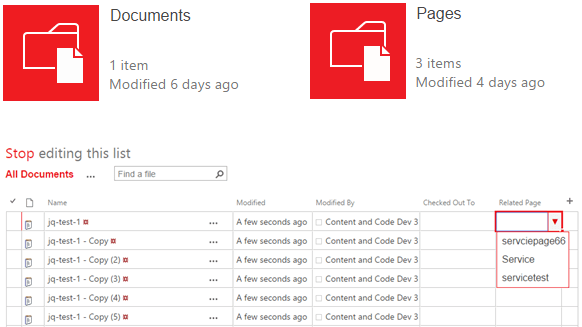 Documents
1 item
Modified 6 days ago
Pages
3 items
Modified 4 days ago
Stop editing this list
All Documents ... Find a file
Name Modified Modified By Checked Out To Related Page +
jq-test-1 ... A few seconds ago Content and Code Dev 3
jq-test-1 - Copy ... A few seconds ago Content and Code Dev 3 servciepage66
jq-test-1 - Copy (2) ... A few seconds ago Content and Code Dev 3 Service
jq-test-1 - Copy (3) ... A few seconds ago Content and Code Dev 3 servicetest
jq-test-1 - Copy (4) ... A few seconds ago Content and Code Dev 3
jq-test-1 - Copy (5) ... A few seconds ago Content and Code Dev 3